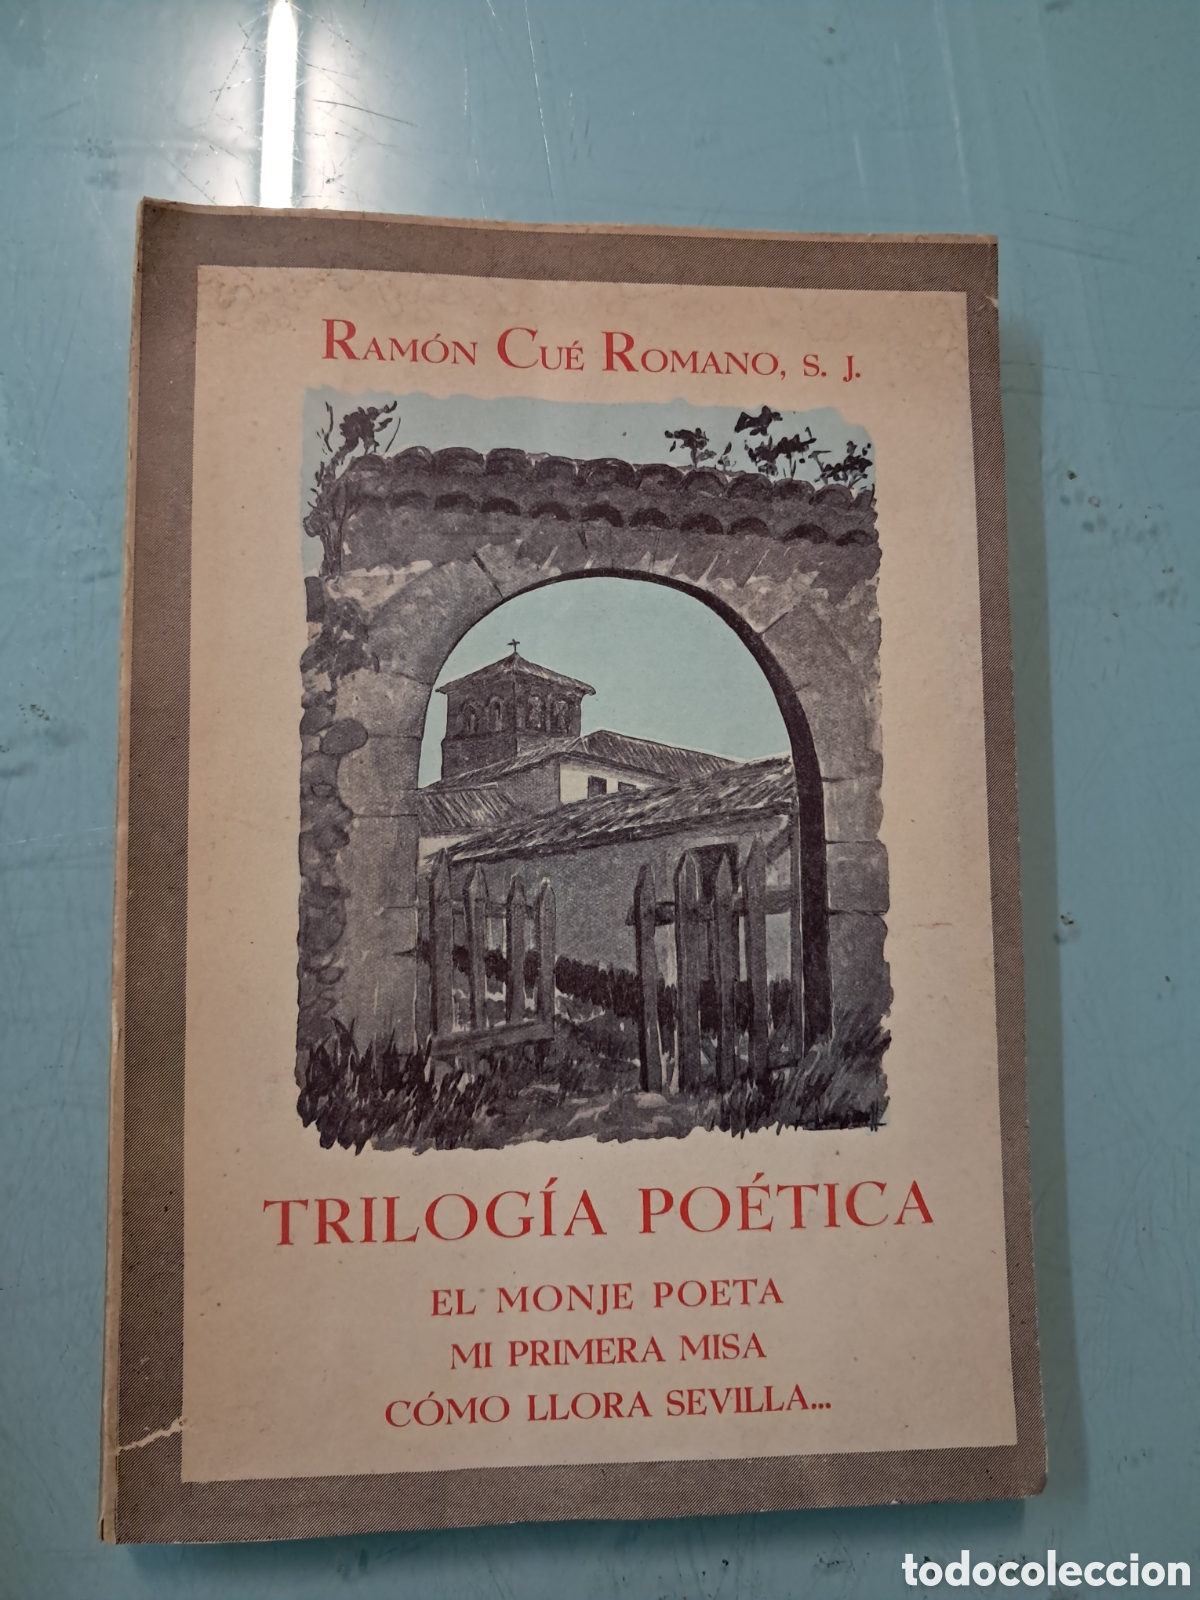 RAMÓN CUÉ ROMANO, S. J.
TRILOGÍA POÉTICA
EL MONJE POETA
MI PRIMERA MISA
CÓMO LLORA SEVILLA...
todocoleccion